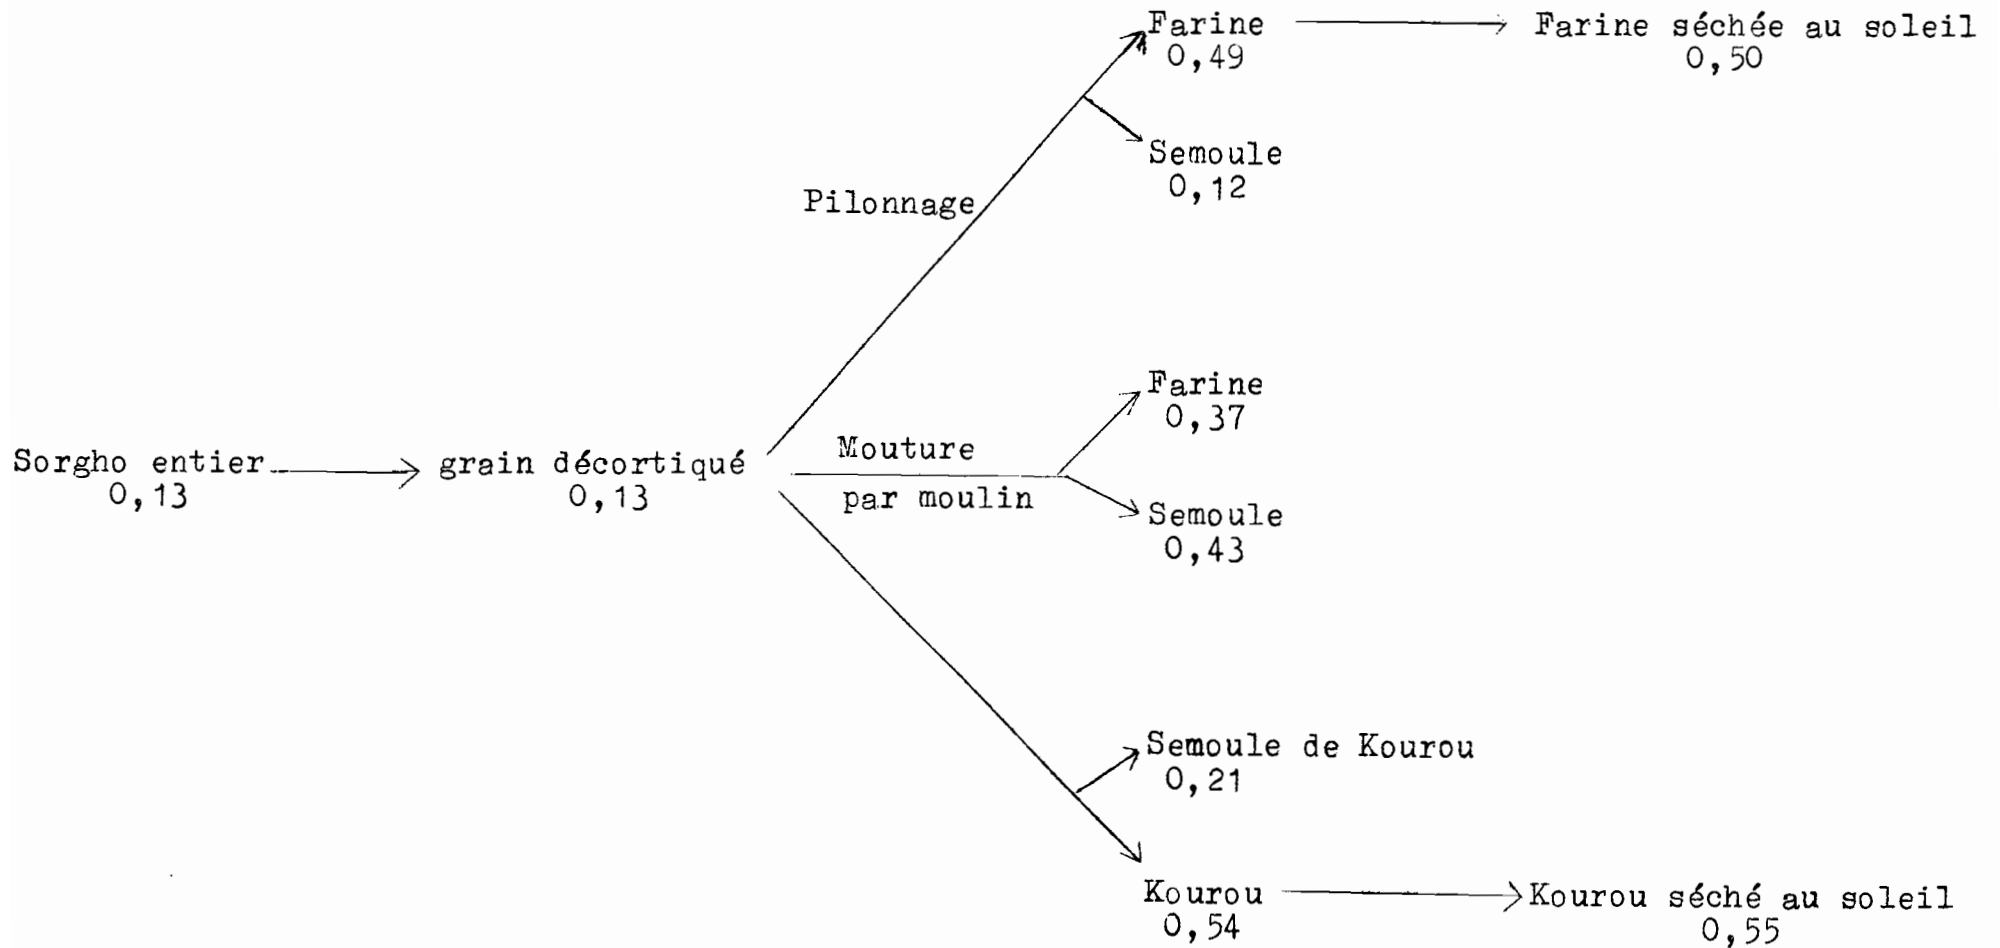 Farine
0,49
Farine séchée au soleil
0,50
Semoule
0,12
Pilonnage
Farine
0,37
Sorgho entier
0,13
grain décortiqué
0,13
Mouture
par moulin
Semoule
0,43
Semoule de Kourou
0,21
Kourou
0,54
Kourou séché au soleil
0,55